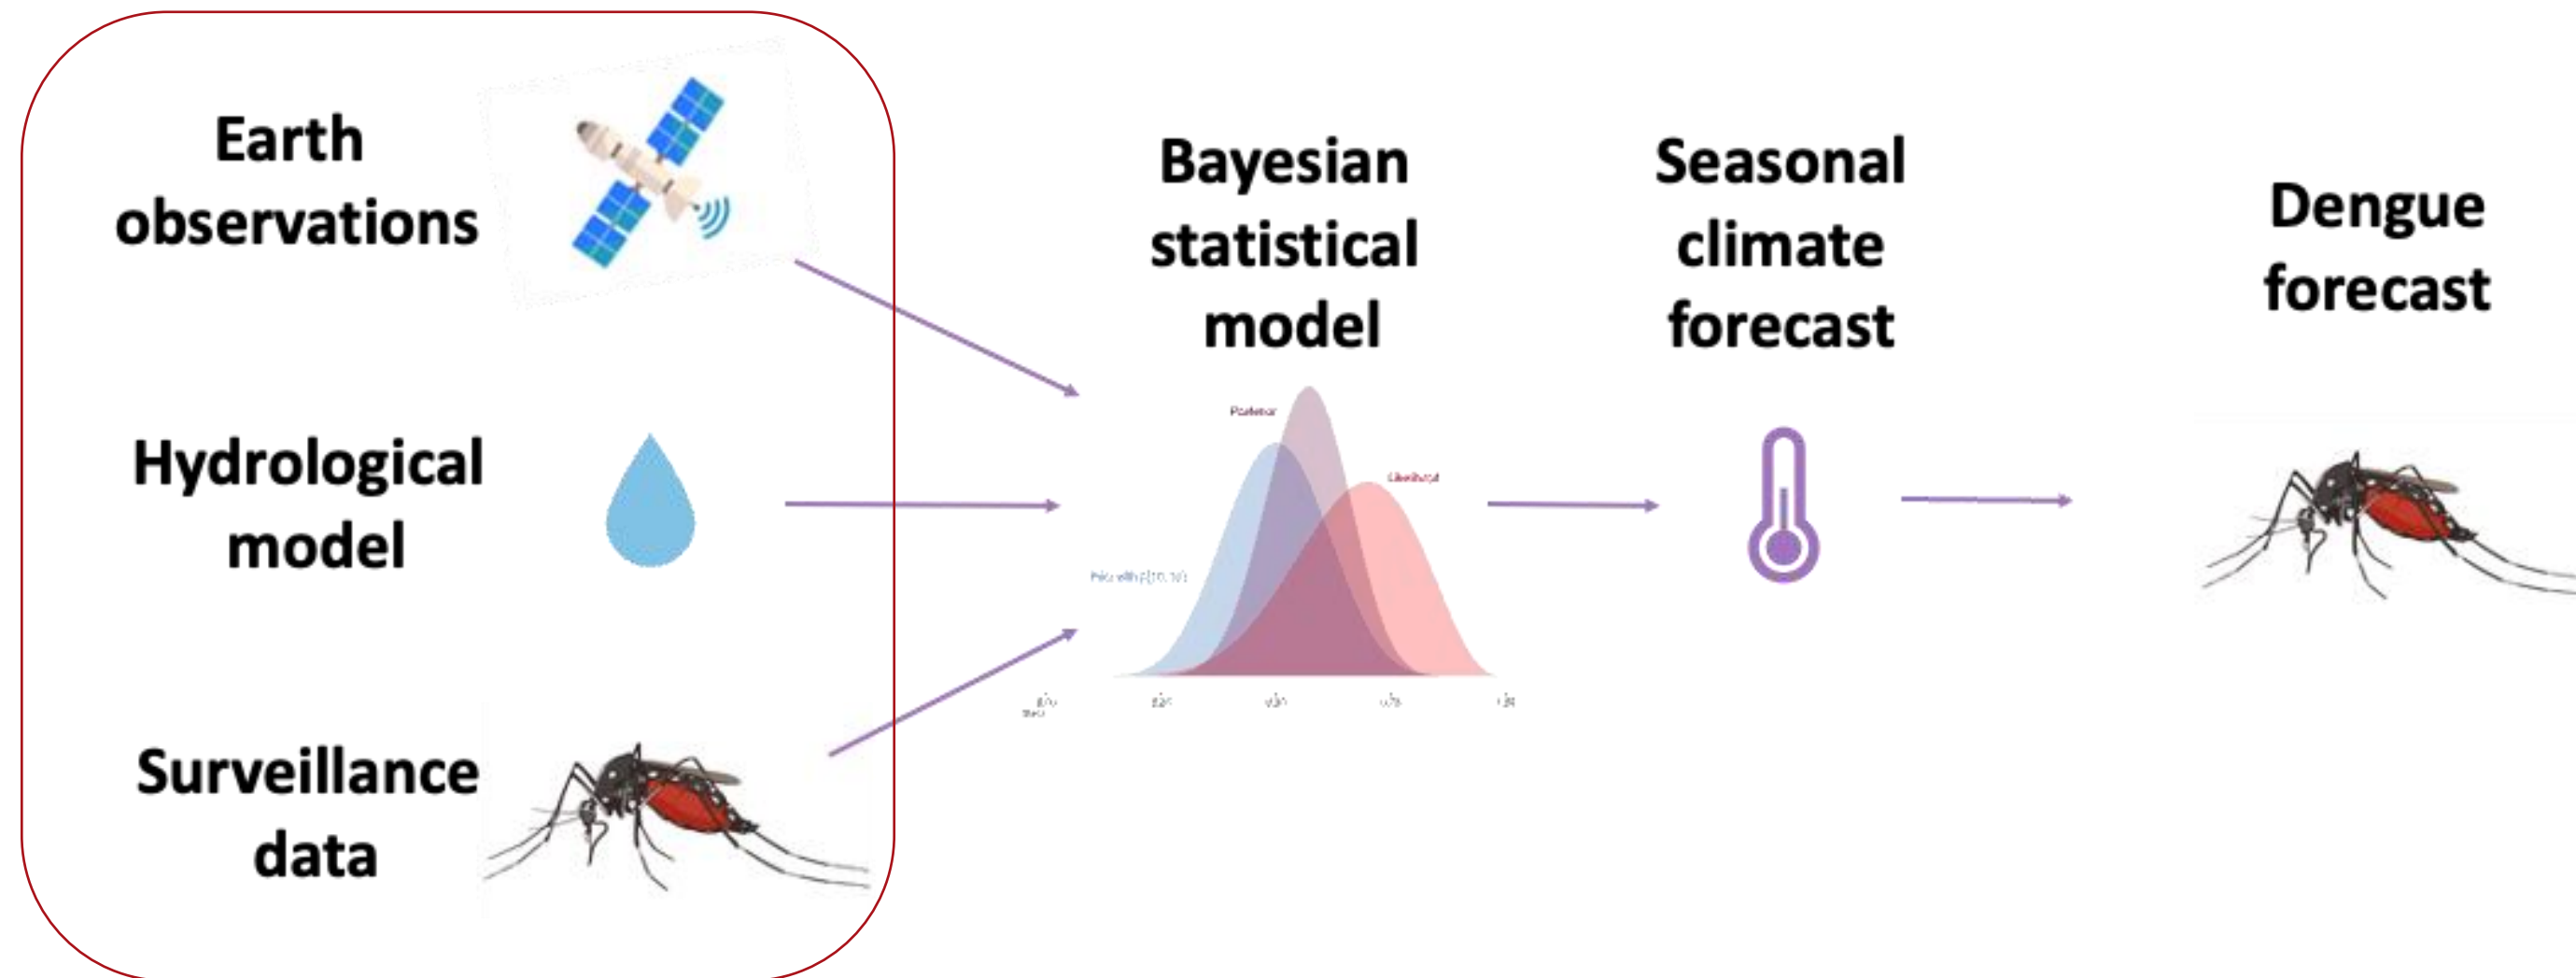 Earth
observations
Hydrological
model
Surveillance
data
Bayesian
statistical
model
Posterior
Likelihood
Seasonal
climate
forecast
Dengue
forecast